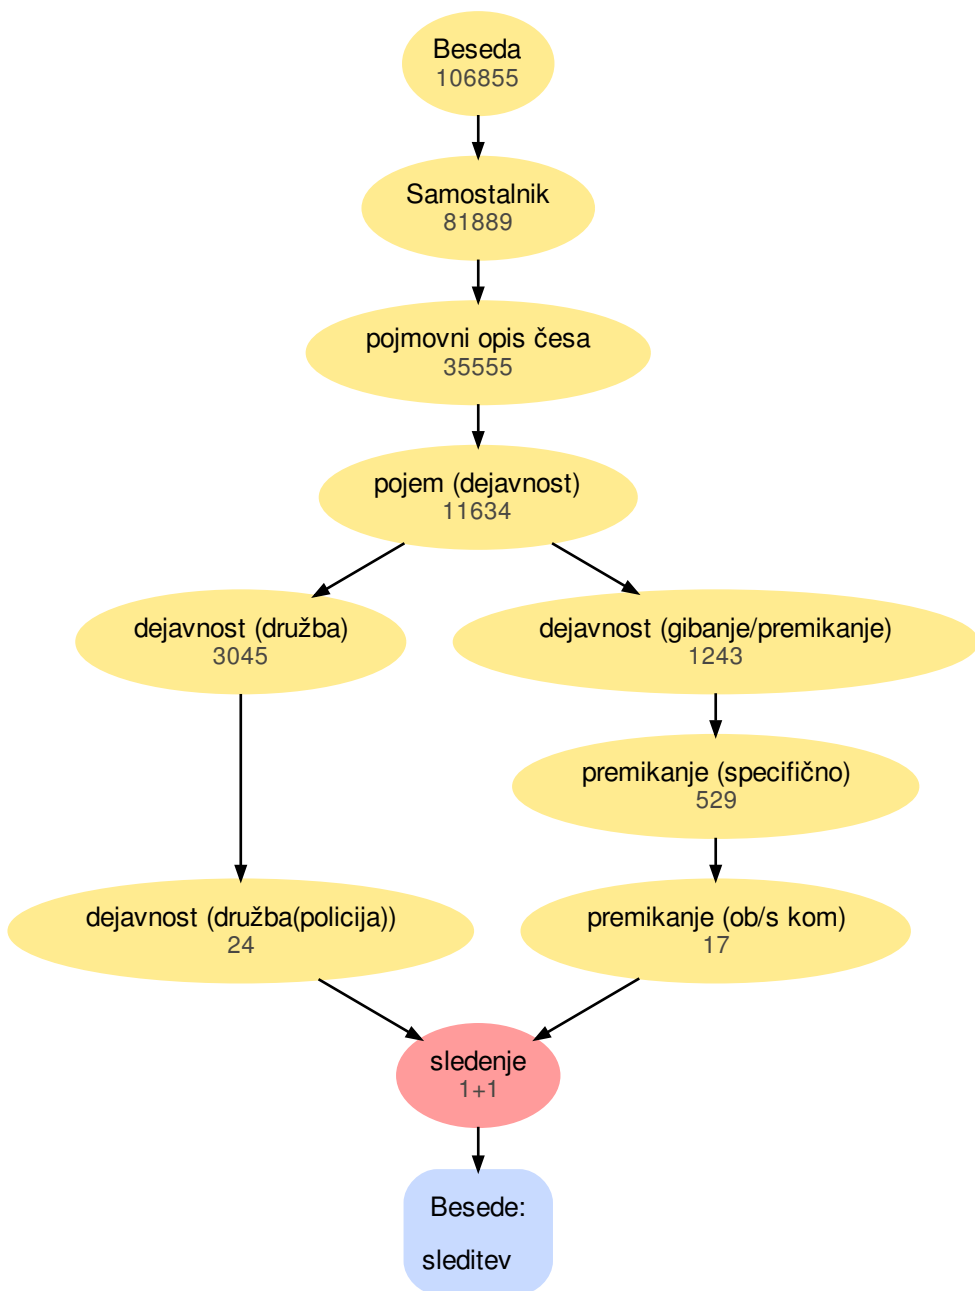 Beseda
106855
Samostalnik
81889
pojmovni opis česa
35555
pojem (dejavnost)
11634
dejavnost (družba)
3045
dejavnost (gibanje/premikanje)
1243
premikanje (specifično)
529
dejavnost (družba(policija))
24
premikanje (ob/s kom)
17
sledenje
1+1
Besede:
sleditev